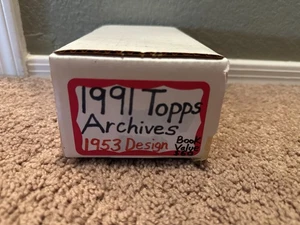 1991 Topps
Archives
1953 Design
Book
Value